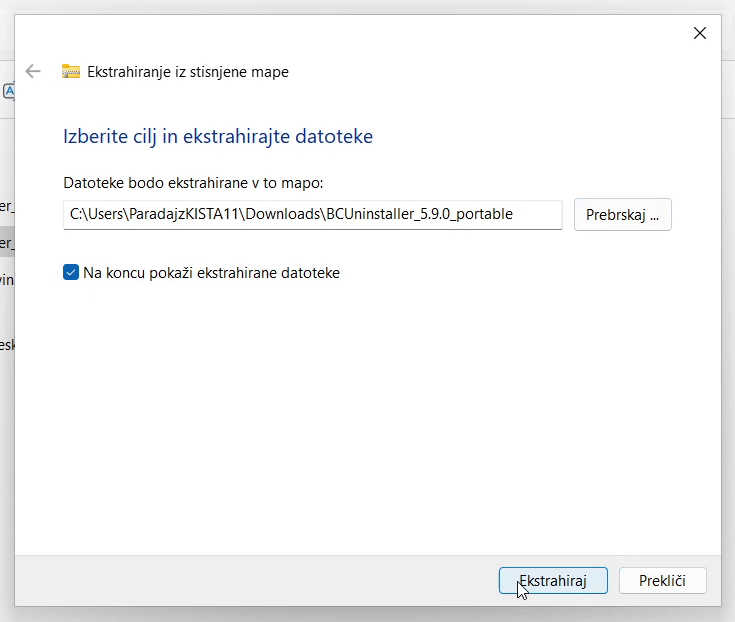 Ekstrahiranje iz stisnjene mape
Izberite cilj in ekstrahirajte datoteke
Datoteke bodo ekstrahirane v to mapo:
C:\Users\ParadajzKISTA11\Downloads\BCUninstaller_5.9.0_portable
Prebrskaj ...
Na koncu pokaži ekstrahirane datoteke
Ekstrahiraj
Prekliči